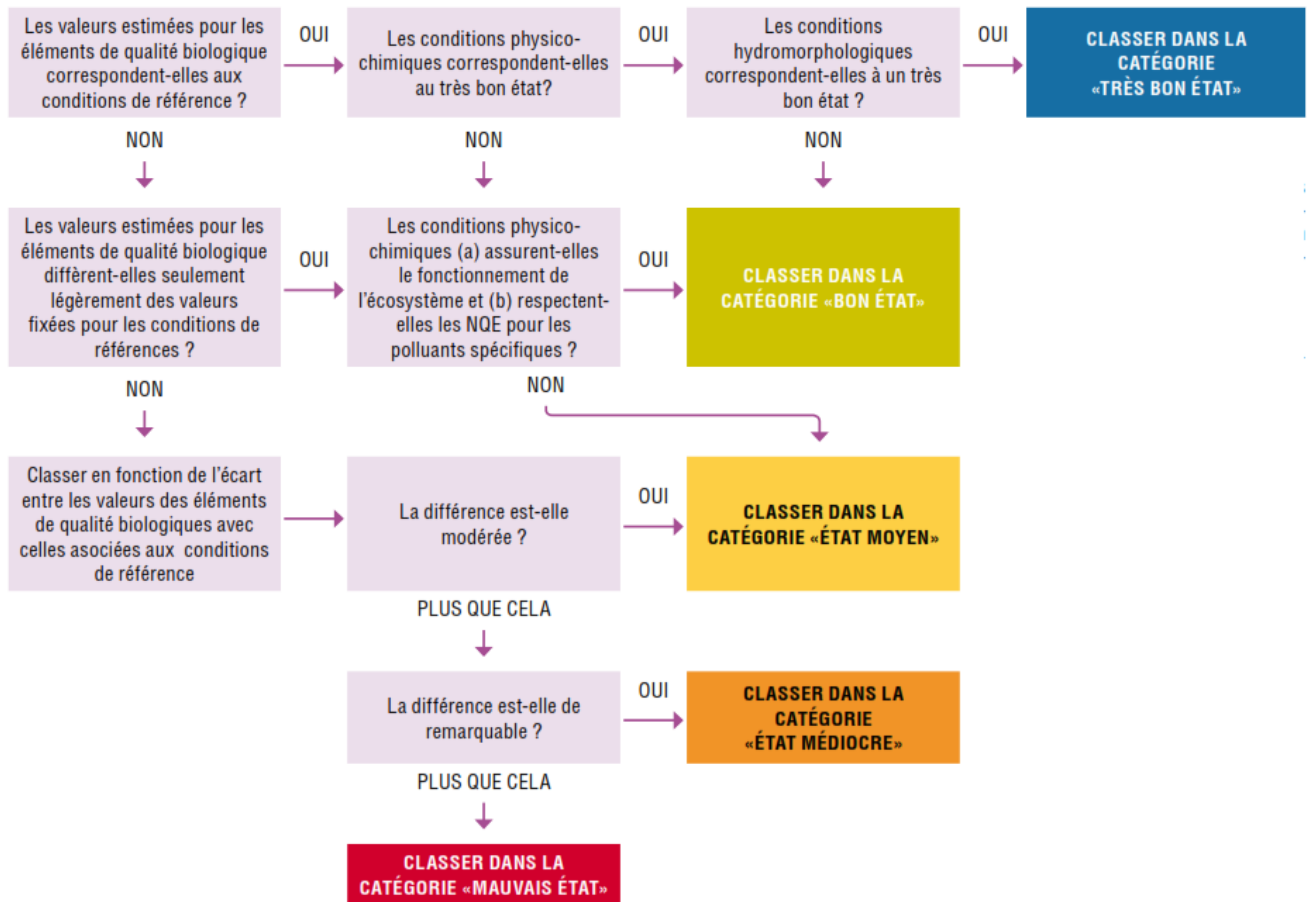 Les valeurs estimées pour les
éléments de qualité biologique
correspondent-elles aux
conditions de référence ?
OUI
Les conditions physico-
chimiques correspondent-elles
au très bon état?
OUI
Les conditions
hydromorphologiques
correspondent-elles à un très
bon état ?
OUI
CLASSER DANS LA
CATÉGORIE
«TRÈS BON ÉTAT»
NON
NON
NON
Les valeurs estimées pour les
éléments de qualité biologique
diffèrent-elles seulement
légèrement des valeurs
fixées pour les conditions de
références ?
OUI
Les conditions physico-
chimiques (a) assurent-elles
le fonctionnement de
l'écosystème et (b) respectent-
elles les NQE pour les
polluants spécifiques ?
OUI
CLASSER DANS LA
CATÉGORIE «BON ÉTAT»
NON
NON
Classer en fonction de l'écart
entre les valeurs des éléments
de qualité biologiques avec
celles asociées aux conditions
de référence
La différence est-elle
modérée ?
OUI
CLASSER DANS LA
CATÉGORIE «ÉTAT MOYEN»
PLUS QUE CELA
La différence est-elle de
remarquable ?
OUI
CLASSER DANS LA
CATÉGORIE
«ÉTAT MÉDIOCRE»
PLUS QUE CELA
CLASSER DANS LA
CATÉGORIE «MAUVAIS ÉTAT»